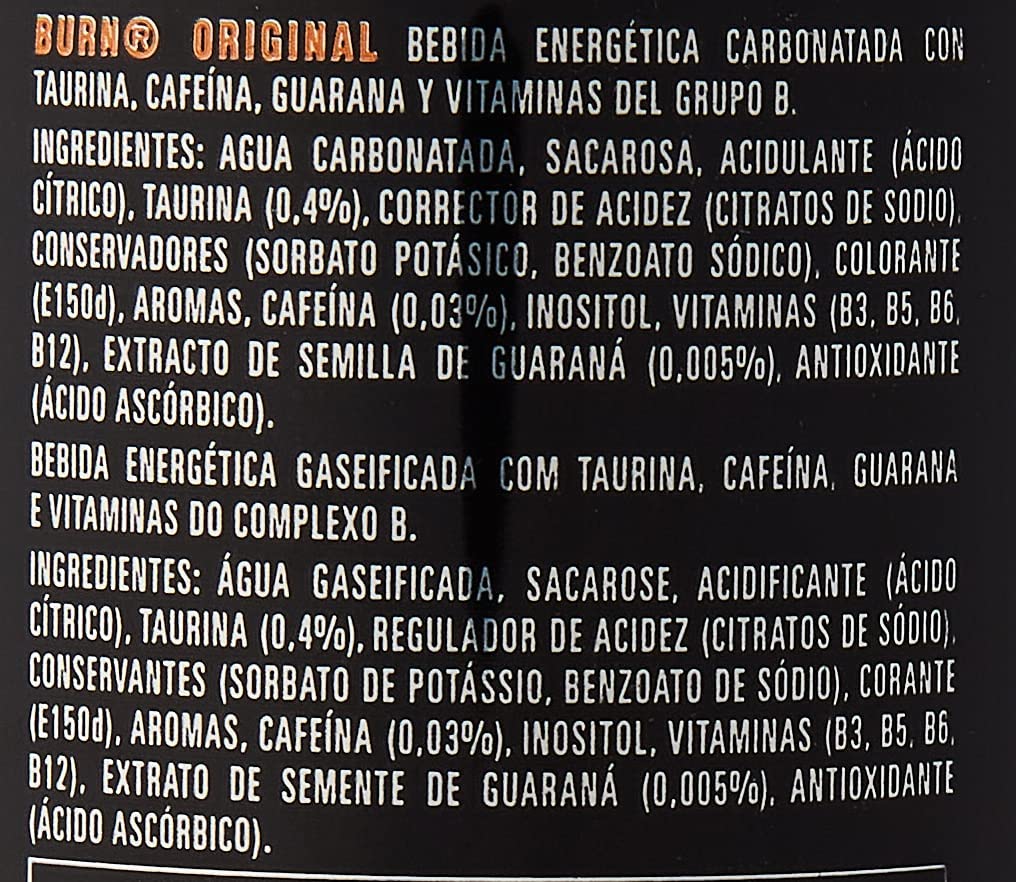 BURN® ORIGINAL BEBIDA ENERGÉTICA CARBONATADA CON
TAURINA, CAFEÍNA, GUARANA Y VITAMINAS DEL GRUPO B.
INGREDIENTES: AGUA CARBONATADA, SACAROSA, ACIDULANTE (ÁCIDO
CÍTRICO), TAURINA (0,4%), CORRECTOR DE ACIDEZ (CITRATOS DE SODIO),
CONSERVADORES (SORBATO POTÁSICO, BENZOATO SÓDICO), COLORANTE
(E150d), AROMAS, CAFEÍNA (0,03%), INOSITOL, VITAMINAS (B3, B5, B6,
B12), EXTRACTO DE SEMILLA DE GUARANÁ (0,005%), ANTIOXIDANTE
(ÁCIDO ASCÓRBICO).
BEBIDA ENERGÉTICA GASEIFICADA COM TAURINA, CAFEÍNA, GUARANA
E VITAMINAS DO COMPLEXO B.
INGREDIENTES: ÁGUA GASEIFICADA, SACAROSE, ACIDIFICANTE (ÁCIDO
CÍTRICO), TAURINA (0,4%), REGULADOR DE ACIDEZ (CITRATOS DE SÓDIO),
CONSERVANTES (SORBATO DE POTÁSSIO, BENZOATO DE SÓDIO), CORANTE
(E150d), AROMAS, CAFEÍNA (0,03%), INOSITOL, VITAMINAS (B3, B5, B6,
B12), EXTRATO DE SEMENTE DE GUARANÁ (0,005%), ANTIOXIDANTE
(ÁCIDO ASCÓRBICO).